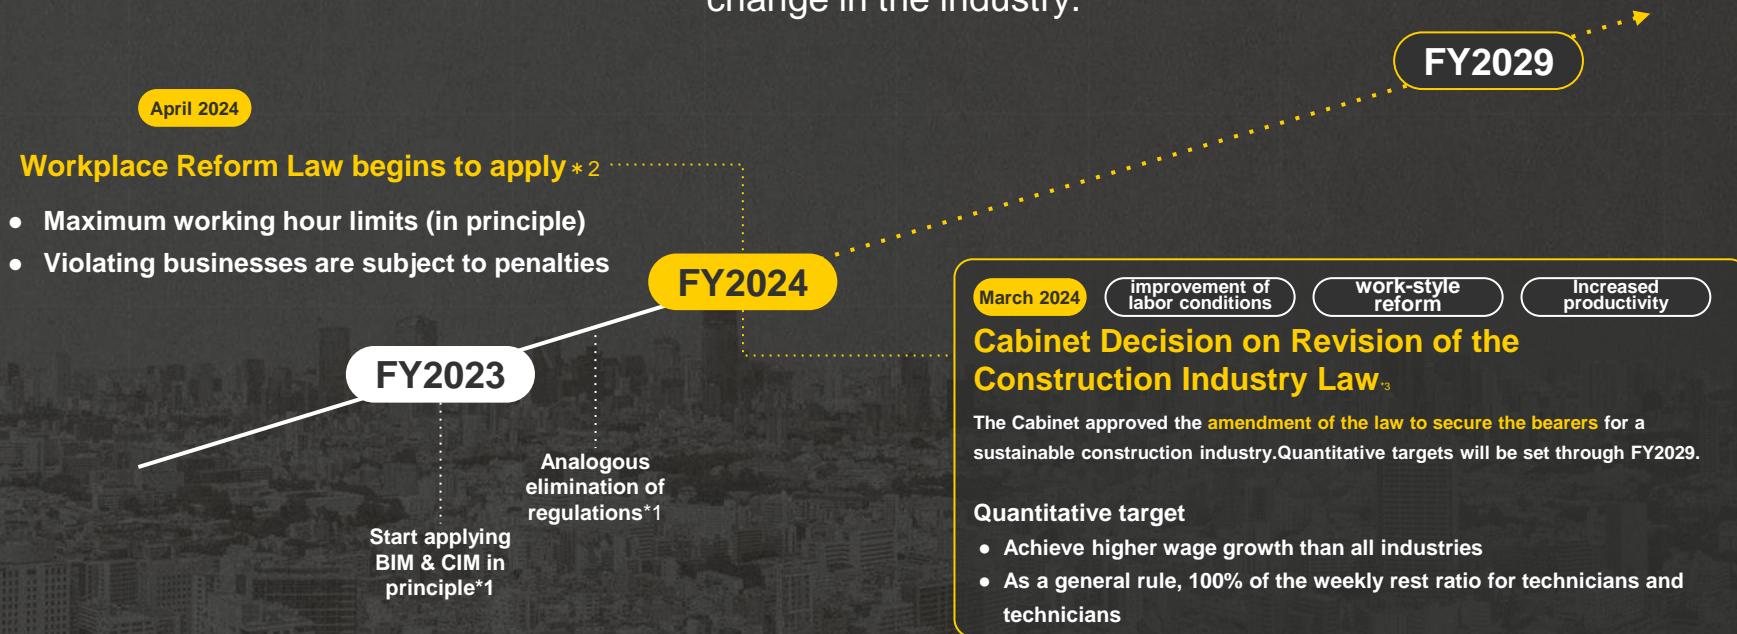 change in the industry.
FY2029
April 2024
Workplace Reform Law begins to apply *2
● Maximum working hour limits (in principle)
● Violating businesses are subject to penalties
FY2024
FY2023
Analogous
elimination of
regulations*1
Start applying
BIM & CIM in
principle*1
March 2024
improvement of
labor conditions
work-style
reform
Increased
productivity
Cabinet Decision on Revision of the
Construction Industry Law*3
The Cabinet approved the amendment of the law to secure the bearers for a
sustainable construction industry.Quantitative targets will be set through FY2029.
Quantitative target
● Achieve higher wage growth than all industries
● As a general rule, 100% of the weekly rest ratio for technicians and
technicians